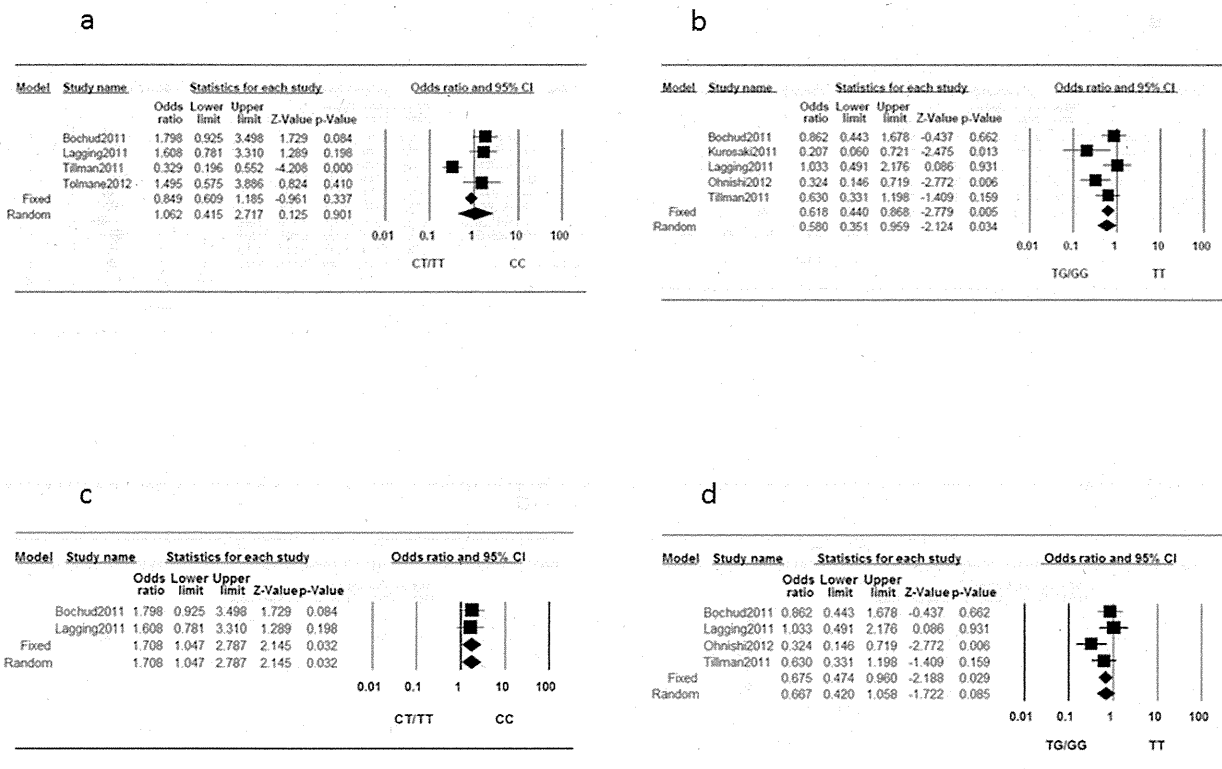 a
Model Study name Statistics for each study Odds ratio and 95% CI
Odds ratio Lower limit Upper limit Z-Value p-Value
Bochud2011 1.798 0.925 3.498 1.729 0.084
Lagging2011 1.608 0.781 3.310 1.289 0.198
Tillman2011 0.329 0.196 0.552 -4.208 0.000
Tolmane2012 1.495 0.575 3.886 0.824 0.410
Fixed 0.849 0.609 1.185 -0.961 0.337
Random 1.062 0.415 2.717 0.125 0.901
0.01 0.1 1 10 100
CT/TT CC
b
Model Study name Statistics for each study Odds ratio and 95% CI
Odds ratio Lower limit Upper limit Z-Value p-Value
Bochud2011 0.862 0.443 1.678 -0.437 0.662
Kurosaki2011 0.207 0.060 0.721 -2.475 0.013
Lagging2011 1.033 0.491 2.176 0.086 0.931
Ohnishi2012 0.324 0.146 0.719 -2.772 0.006
Tillman2011 0.630 0.331 1.198 -1.409 0.159
Fixed 0.618 0.440 0.868 -2.779 0.005
Random 0.580 0.351 0.959 -2.124 0.034
0.01 0.1 1 10 100
TG/GG TT
c
Model Study name Statistics for each study Odds ratio and 95% CI
Odds ratio Lower limit Upper limit Z-Value p-Value
Bochud2011 1.798 0.925 3.498 1.729 0.084
Lagging2011 1.608 0.781 3.310 1.289 0.198
Fixed 1.708 1.047 2.787 2.145 0.032
Random 1.708 1.047 2.787 2.145 0.032
0.01 0.1 1 10 100
CT/TT CC
d
Model Study name Statistics for each study Odds ratio and 95% CI
Odds ratio Lower limit Upper limit Z-Value p-Value
Bochud2011 0.862 0.443 1.678 -0.437 0.662
Lagging2011 1.033 0.491 2.176 0.086 0.931
Ohnishi2012 0.324 0.146 0.719 -2.772 0.006
Tillman2011 0.630 0.331 1.198 -1.409 0.159
Fixed 0.675 0.474 0.960 -2.188 0.029
Random 0.667 0.420 1.058 -1.722 0.085
0.01 0.1 1 10 100
TG/GG TT